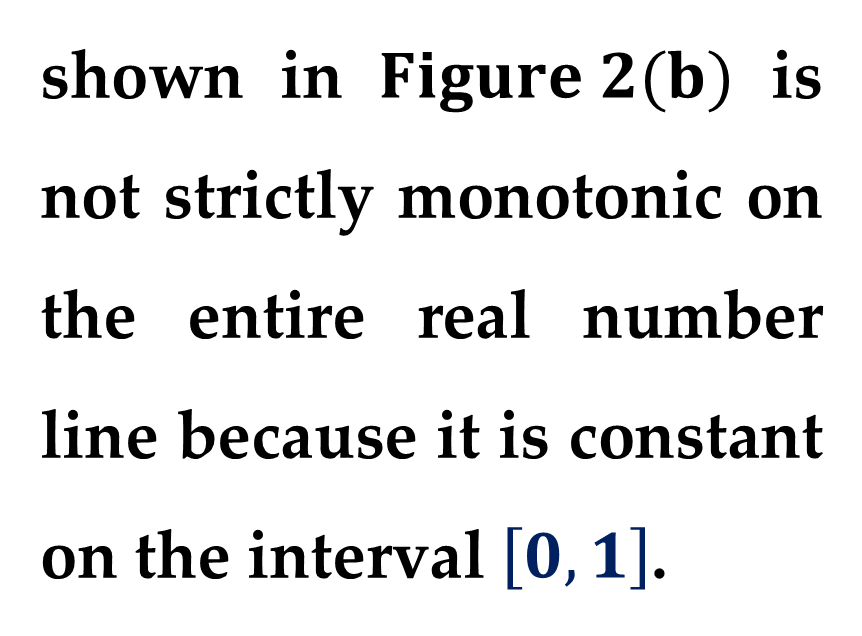 shown in Figure 2(b) is
not strictly monotonic on
the entire real number
line because it is constant
on the interval [0, 1].